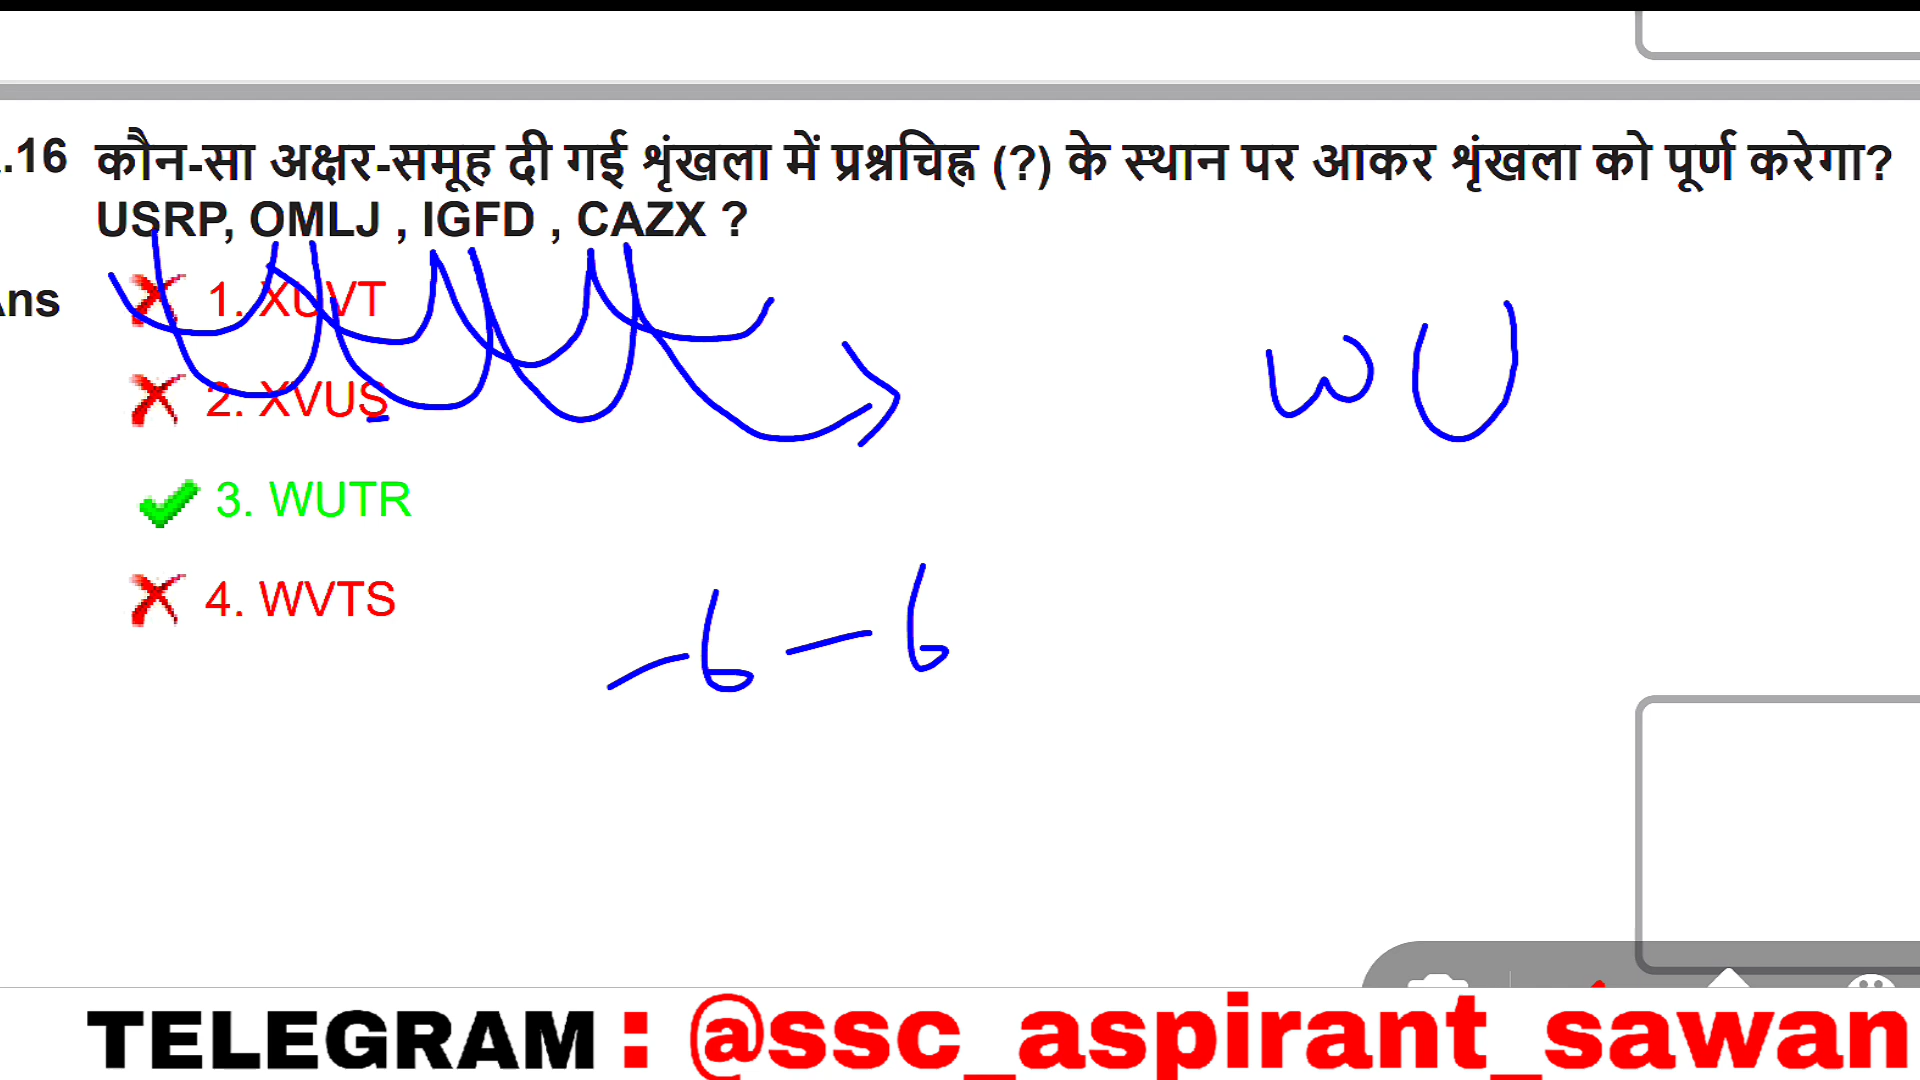 .16 कौन-सा अक्षर-समूह दी गई शृंखला में प्रश्नचिह्न (?) के स्थान पर आकर शृंखला को पूर्ण करेगा?
USRP, OMLJ , IGFD , CAZX ?
Ans 1. XUVT
2. XVUS
3. WUTR
4. WVTS
WU
-6 -6
TELEGRAM : @ssc_aspirant_sawan